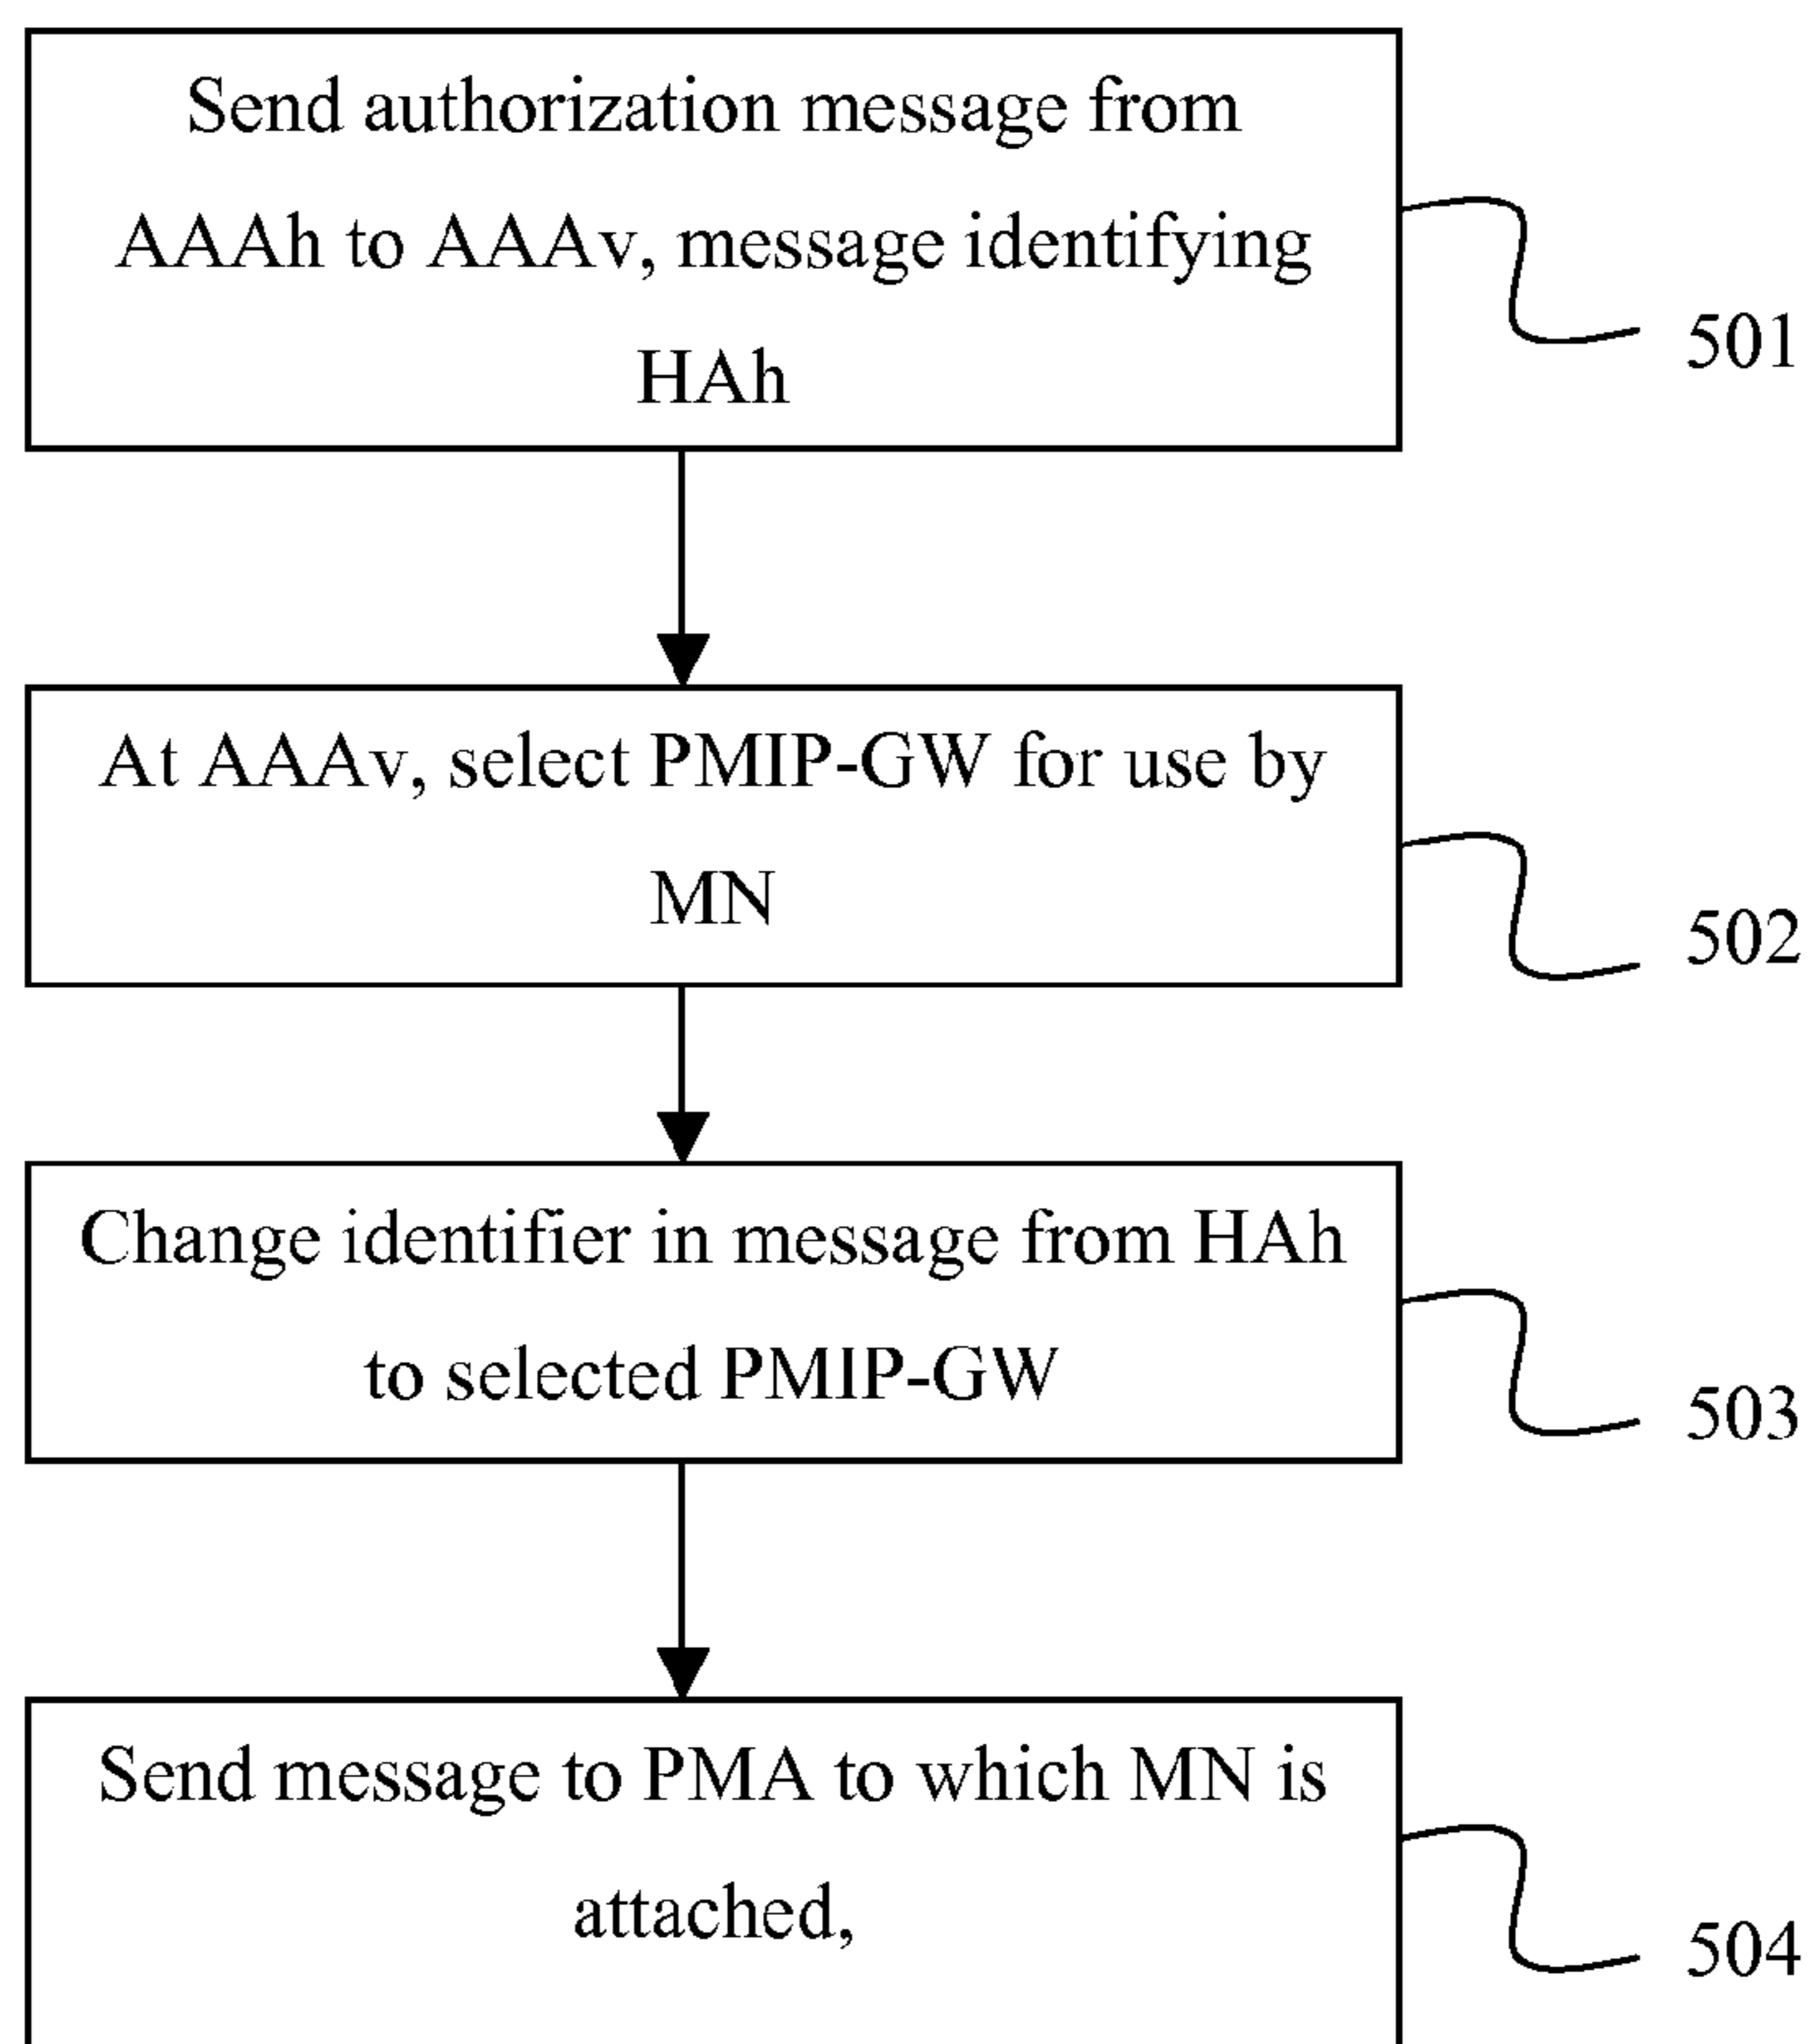 Send authorization message from
AAAh to AAAv, message identifying
HAh
501
At AAAv, select PMIP-GW for use by
MN
502
Change identifier in message from HAh
to selected PMIP-GW
503
Send message to PMA to which MN is
attached,
504